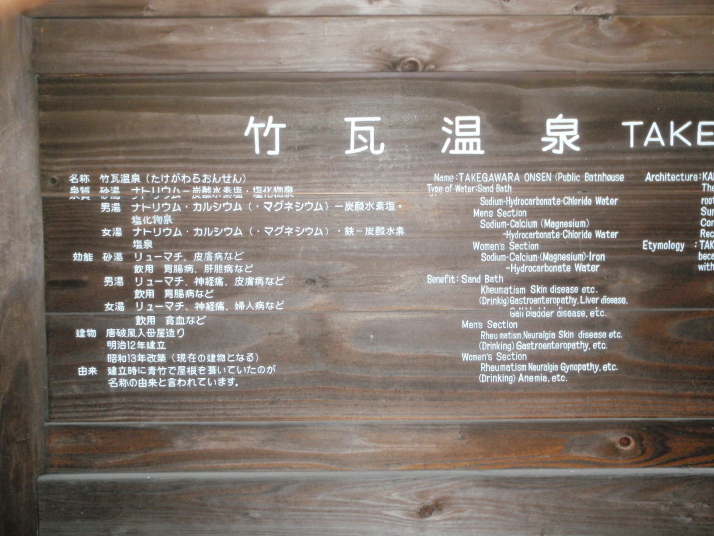 竹瓦温泉 TAKE
名称 竹瓦温泉（たけがわらおんせん）
泉質 砂湯 ナトリウムー炭酸水素塩・塩化物泉
男湯 ナトリウム・カルシウム（・マグネシウム）ー炭酸水素塩・
塩化物泉
女湯 ナトリウム・カルシウム（・マグネシウム）・鉄ー炭酸水素
塩泉
効能 砂湯 リューマチ、皮膚病など
飲用 胃腸病、肝胆病など
男湯 リューマチ、神経痛、皮膚病など
飲用 胃腸病など
女湯 リューマチ、神経痛、婦人病など
飲用 貧血など
建物 唐破風入母屋造り
明治12年建立
昭和13年改築（現在の建物となる）
由来 建立時に青竹で屋根を葺いていたのが
名称の由来と言われています。
Name:TAKEGAWARA ONSEN (Public Bathhouse
Type of Water:Sand Bath
Sodium-Hydrocarbonate-Chloride Water
Mens Section
Sodium-Calcium (Magnesium)
-Hydrocarbonate-Chloride Water
Women's Section
Sodium-Calcium (Magnesium)-Iron
-Hydrocarbonate Water
Benefit: Sand Bath
Rheumatism Skin disease etc.
(Drinkig)Gastroenteropathy, Liver disease,
Gall bladder disease, etc.
Men's Section
Rheumatism Neuralgia Skin disease etc.
(Drinking) Gastroenteropathy, etc.
Women's Section
Rheumatism Neuralgia Gynopathy, etc.
(Drinking) Anemia, etc.
Architecture:KA
The
root
Sun
Con
Rec
Etymology :TA
beca
with